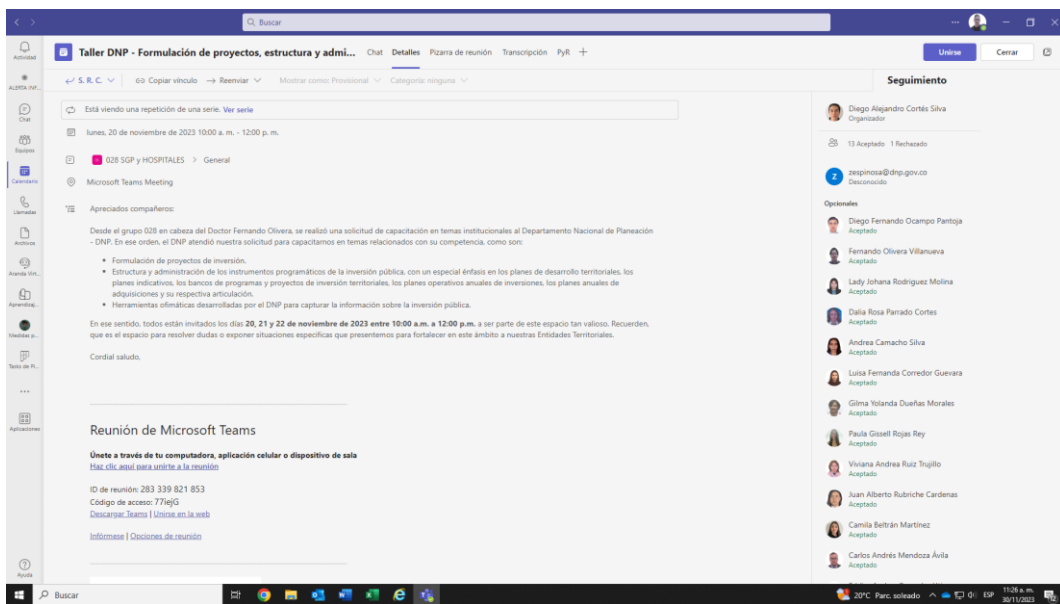 Buscar
Taller DNP - Formulación de proyectos, estructura y admi... Chat Detalles Pizarra de reunión Transcripción PyR
Unirse Cerrar
S. R. C. Copiar vínculo Reenviar Mostrar como: Provisional Categoría: ninguna
Seguimiento
Actividad
ALERTA INF...
Chat
Equipos
Calendario
Llamadas
Archivos
Aranda Virt...
Aprendizaj...
Medidas p...
Tasks de Pl...
Aplicaciones
Ayuda
Está viendo una repetición de una serie. Ver serie
lunes, 20 de noviembre de 2023 10:00 a. m. - 12:00 p. m.
028 SGP y HOSPITALES > General
Microsoft Teams Meeting
Apreciados compañeros:
Desde el grupo 028 en cabeza del Doctor Fernando Olivera, se realizó una solicitud de capacitación en temas institucionales al Departamento Nacional de Planeación
- DNP. En ese orden, el DNP atendió nuestra solicitud para capacitarnos en temas relacionados con su competencia, como son:
• Formulación de proyectos de inversión.
• Estructura y administración de los instrumentos programáticos de la inversión pública, con un especial énfasis en los planes de desarrollo territoriales, los
planes indicativos, los bancos de programas y proyectos de inversión territoriales, los planes operativos anuales de inversiones, los planes anuales de
adquisiciones y su respectiva articulación.
• Herramientas ofimáticas desarrolladas por el DNP para capturar la información sobre la inversión pública.
En ese sentido, todos están invitados los días 20, 21 y 22 de noviembre de 2023 entre 10:00 a.m. a 12:00 p.m. a ser parte de este espacio tan valioso. Recuerden,
que es el espacio para resolver dudas o exponer situaciones especificas que presentemos para fortalecer en este ámbito a nuestras Entidades Territoriales.
Cordial saludo,
Reunión de Microsoft Teams
Únete a través de tu computadora, aplicación celular o dispositivo de sala
Haz clic aquí para unirte a la reunión
ID de reunión: 283 339 821 853
Código de acceso: 77iejG
Descargar Teams | Unirse en la web
Infórmese | Opciones de reunión
Diego Alejandro Cortés Silva
Organizador
13 Aceptado 1 Rechazado
Z
zespinosa@dnp.gov.co
Desconocido
Opcionales
Diego Fernando Ocampo Pantoja
Aceptado
Fernando Olivera Villanueva
Aceptado
Lady Johana Rodriguez Molina
Aceptado
Dalia Rosa Parrado Cortes
Aceptado
Andrea Camacho Silva
Aceptado
Luisa Fernanda Corredor Guevara
Aceptado
Gilma Yolanda Dueñas Morales
Aceptado
Paula Gissell Rojas Rey
Aceptado
Viviana Andrea Ruiz Trujillo
Aceptado
Juan Alberto Rubriche Cardenas
Aceptado
Camila Beltrán Martínez
Aceptado
Carlos Andrés Mendoza Ávila
Aceptado
Buscar
20°C Parc. soleado
ESP
11:26 a. m.
30/11/2023